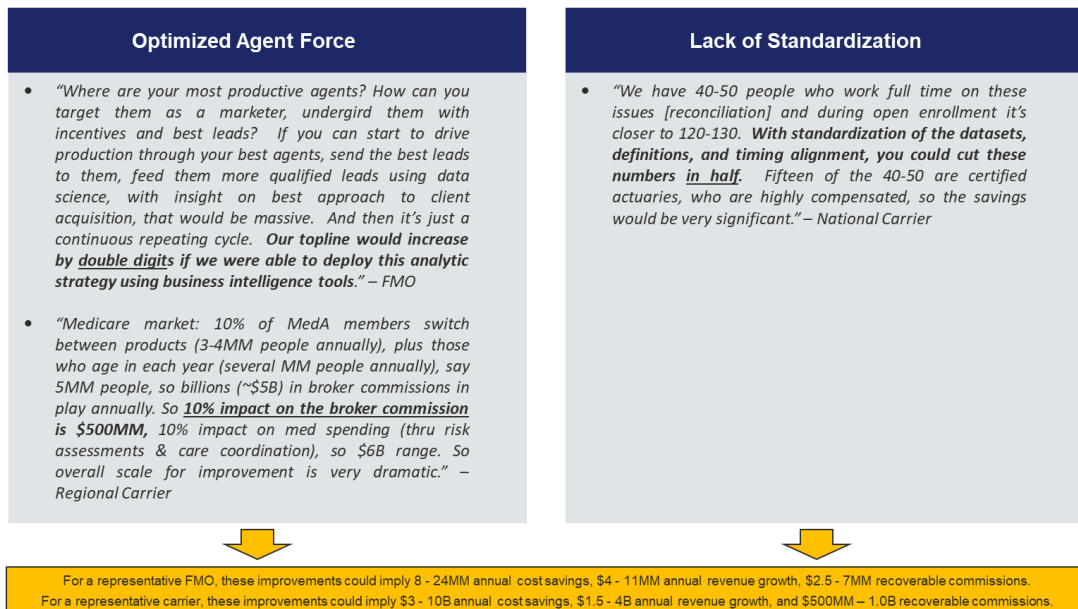 Optimized Agent Force
“Where are your most productive agents? How can you
target them as a marketer, undergird them with
incentives and best leads? If you can start to drive
production through your best agents, send the best leads
to them, feed them more qualified leads using data
science, with insight on best approach to client
acquisition, that would be massive. And then it’s just a
continuous repeating cycle. Our topline would increase
by double digits if we were able to deploy this analytic
strategy using business intelligence tools.” – FMO
“Medicare market: 10% of MedA members switch
between products (3-4MM people annually), plus those
who age in each year (several MM people annually), say
5MM people, so billions (~$5B) in broker commissions in
play annually. So 10% impact on the broker commission
is $500MM, 10% impact on med spending (thru risk
assessments & care coordination), so $6B range. So
overall scale for improvement is very dramatic.” –
Regional Carrier
Lack of Standardization
“We have 40-50 people who work full time on these
issues [reconciliation] and during open enrollment it’s
closer to 120-130. With standardization of the datasets,
definitions, and timing alignment, you could cut these
numbers in half. Fifteen of the 40-50 are certified
actuaries, who are highly compensated, so the savings
would be very significant.” – National Carrier
For a representative FMO, these improvements could imply 8 - 24MM annual cost savings, $4 - 11MM annual revenue growth, $2.5 - 7MM recoverable commissions.
For a representative carrier, these improvements could imply $3 - 10B annual cost savings, $1.5 - 4B annual revenue growth, and $500MM – 1.0B recoverable commissions.